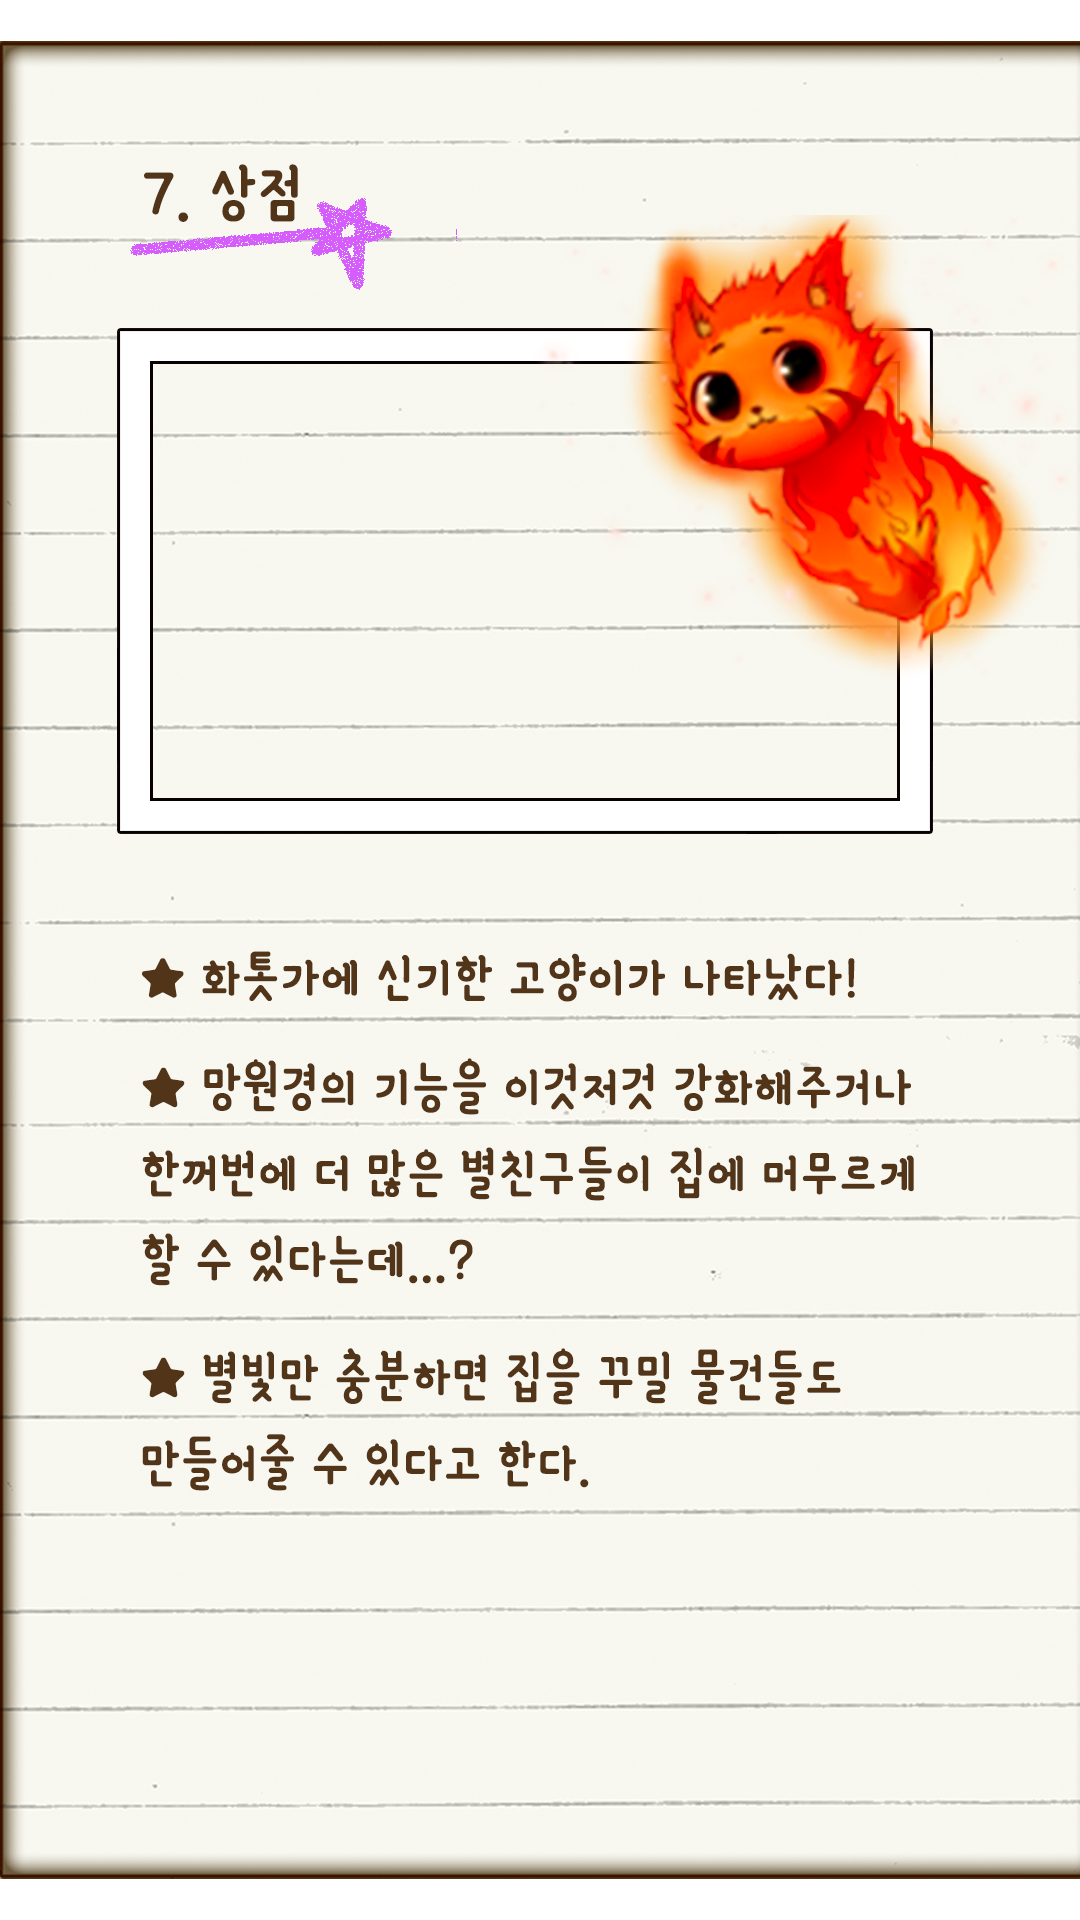 7. 상점
★ 화톳가에 신기한 고양이가 나타났다!
★ 망원경의 기능을 이것저것 강화해주거나
한꺼번에 더 많은 별친구들이 집에 머무르게
할 수 있다는데...?
★ 별빛만 충분하면 집을 꾸밀 물건들도
만들어줄 수 있다고 한다.